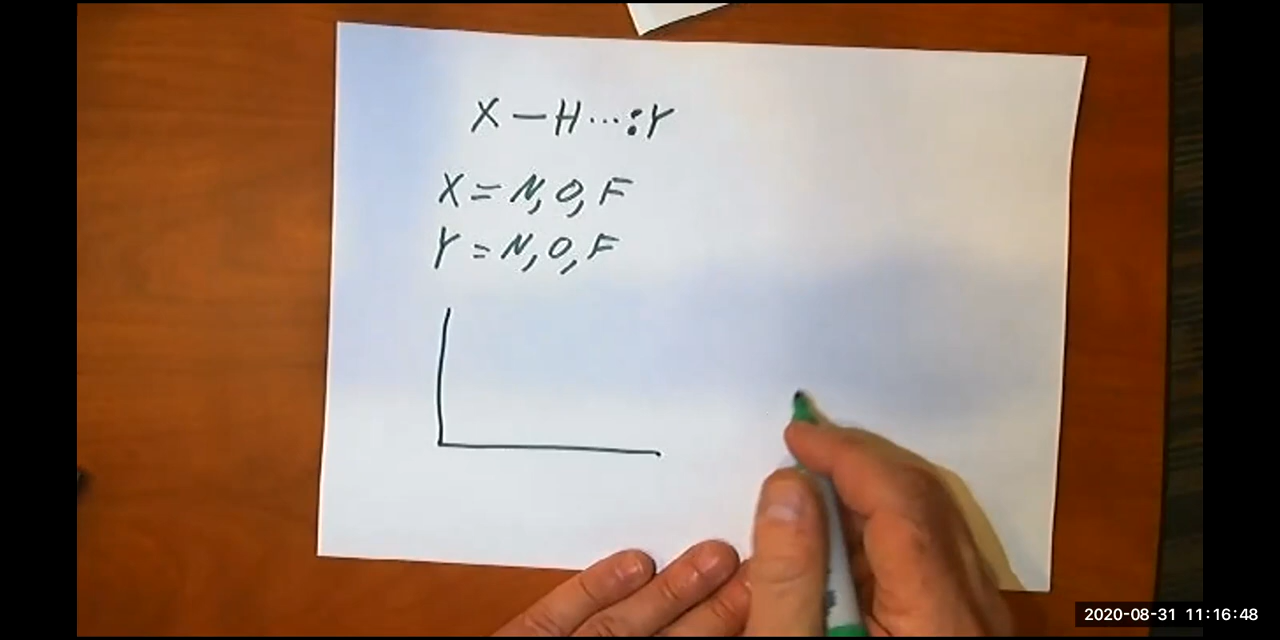 X — H ··· :Y
X = N, O, F
Y = N, O, F
2020-08-31 11:16:48